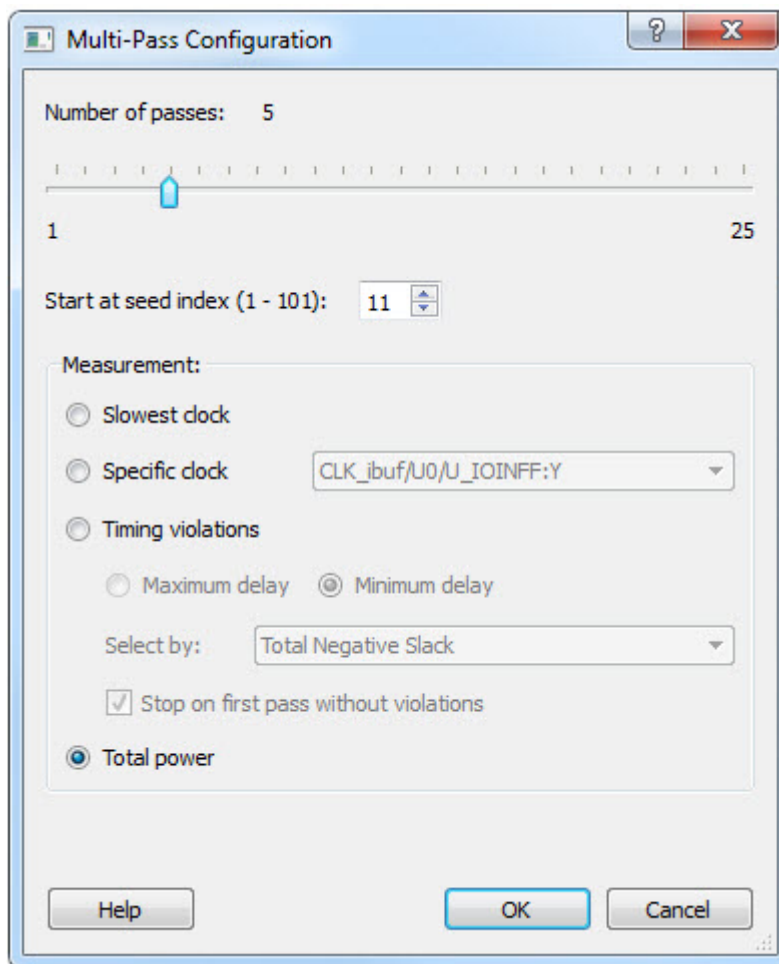 Multi-Pass Configuration
?
Number of passes: 5
1 25
Start at seed index (1 - 101): 11
Measurement:
Slowest clock
Specific clock CLK_ibuf/U0/U_IOINFF:Y
Timing violations
Maximum delay Minimum delay
Select by: Total Negative Slack
Stop on first pass without violations
Total power
Help OK Cancel